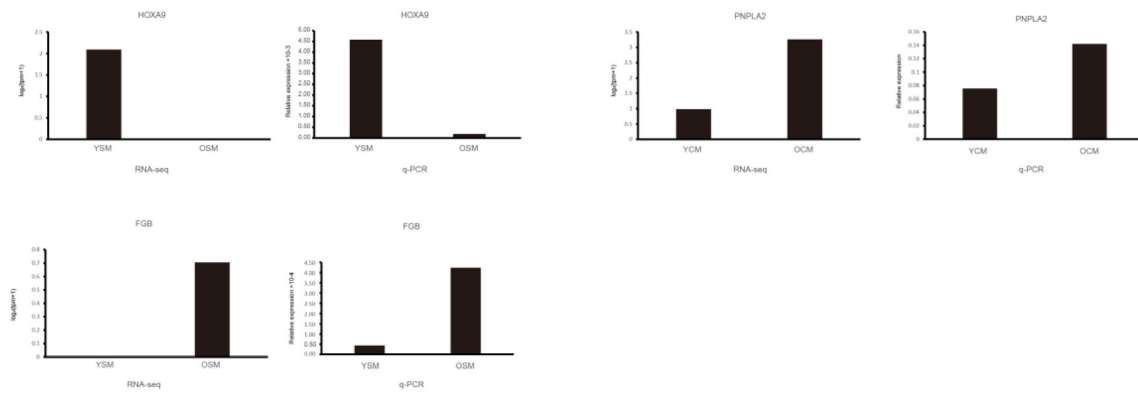 HOXA9
log₂(tpm+1)
2.5
2
1.5
1
0.5
0
YSM
OSM
RNA-seq
HOXA9
Relative expression ×10-3
5.00
4.50
4.00
3.50
3.00
2.50
2.00
1.50
1.00
0.50
0.00
YSM
OSM
q-PCR
PNPLA2
log₂(tpm+1)
3.5
3
2.5
2
1.5
1
0.5
0
YCM
OCM
RNA-seq
PNPLA2
Relative expression
0.16
0.14
0.12
0.10
0.08
0.06
0.04
0.02
0
YCM
OCM
q-PCR
FGB
log₂(tpm+1)
0.8
0.7
0.6
0.5
0.4
0.3
0.2
0.1
0
YSM
OSM
RNA-seq
FGB
Relative expression ×10-4
4.50
4.00
3.50
3.00
2.50
2.00
1.50
1.00
0.50
0.00
YSM
OSM
q-PCR